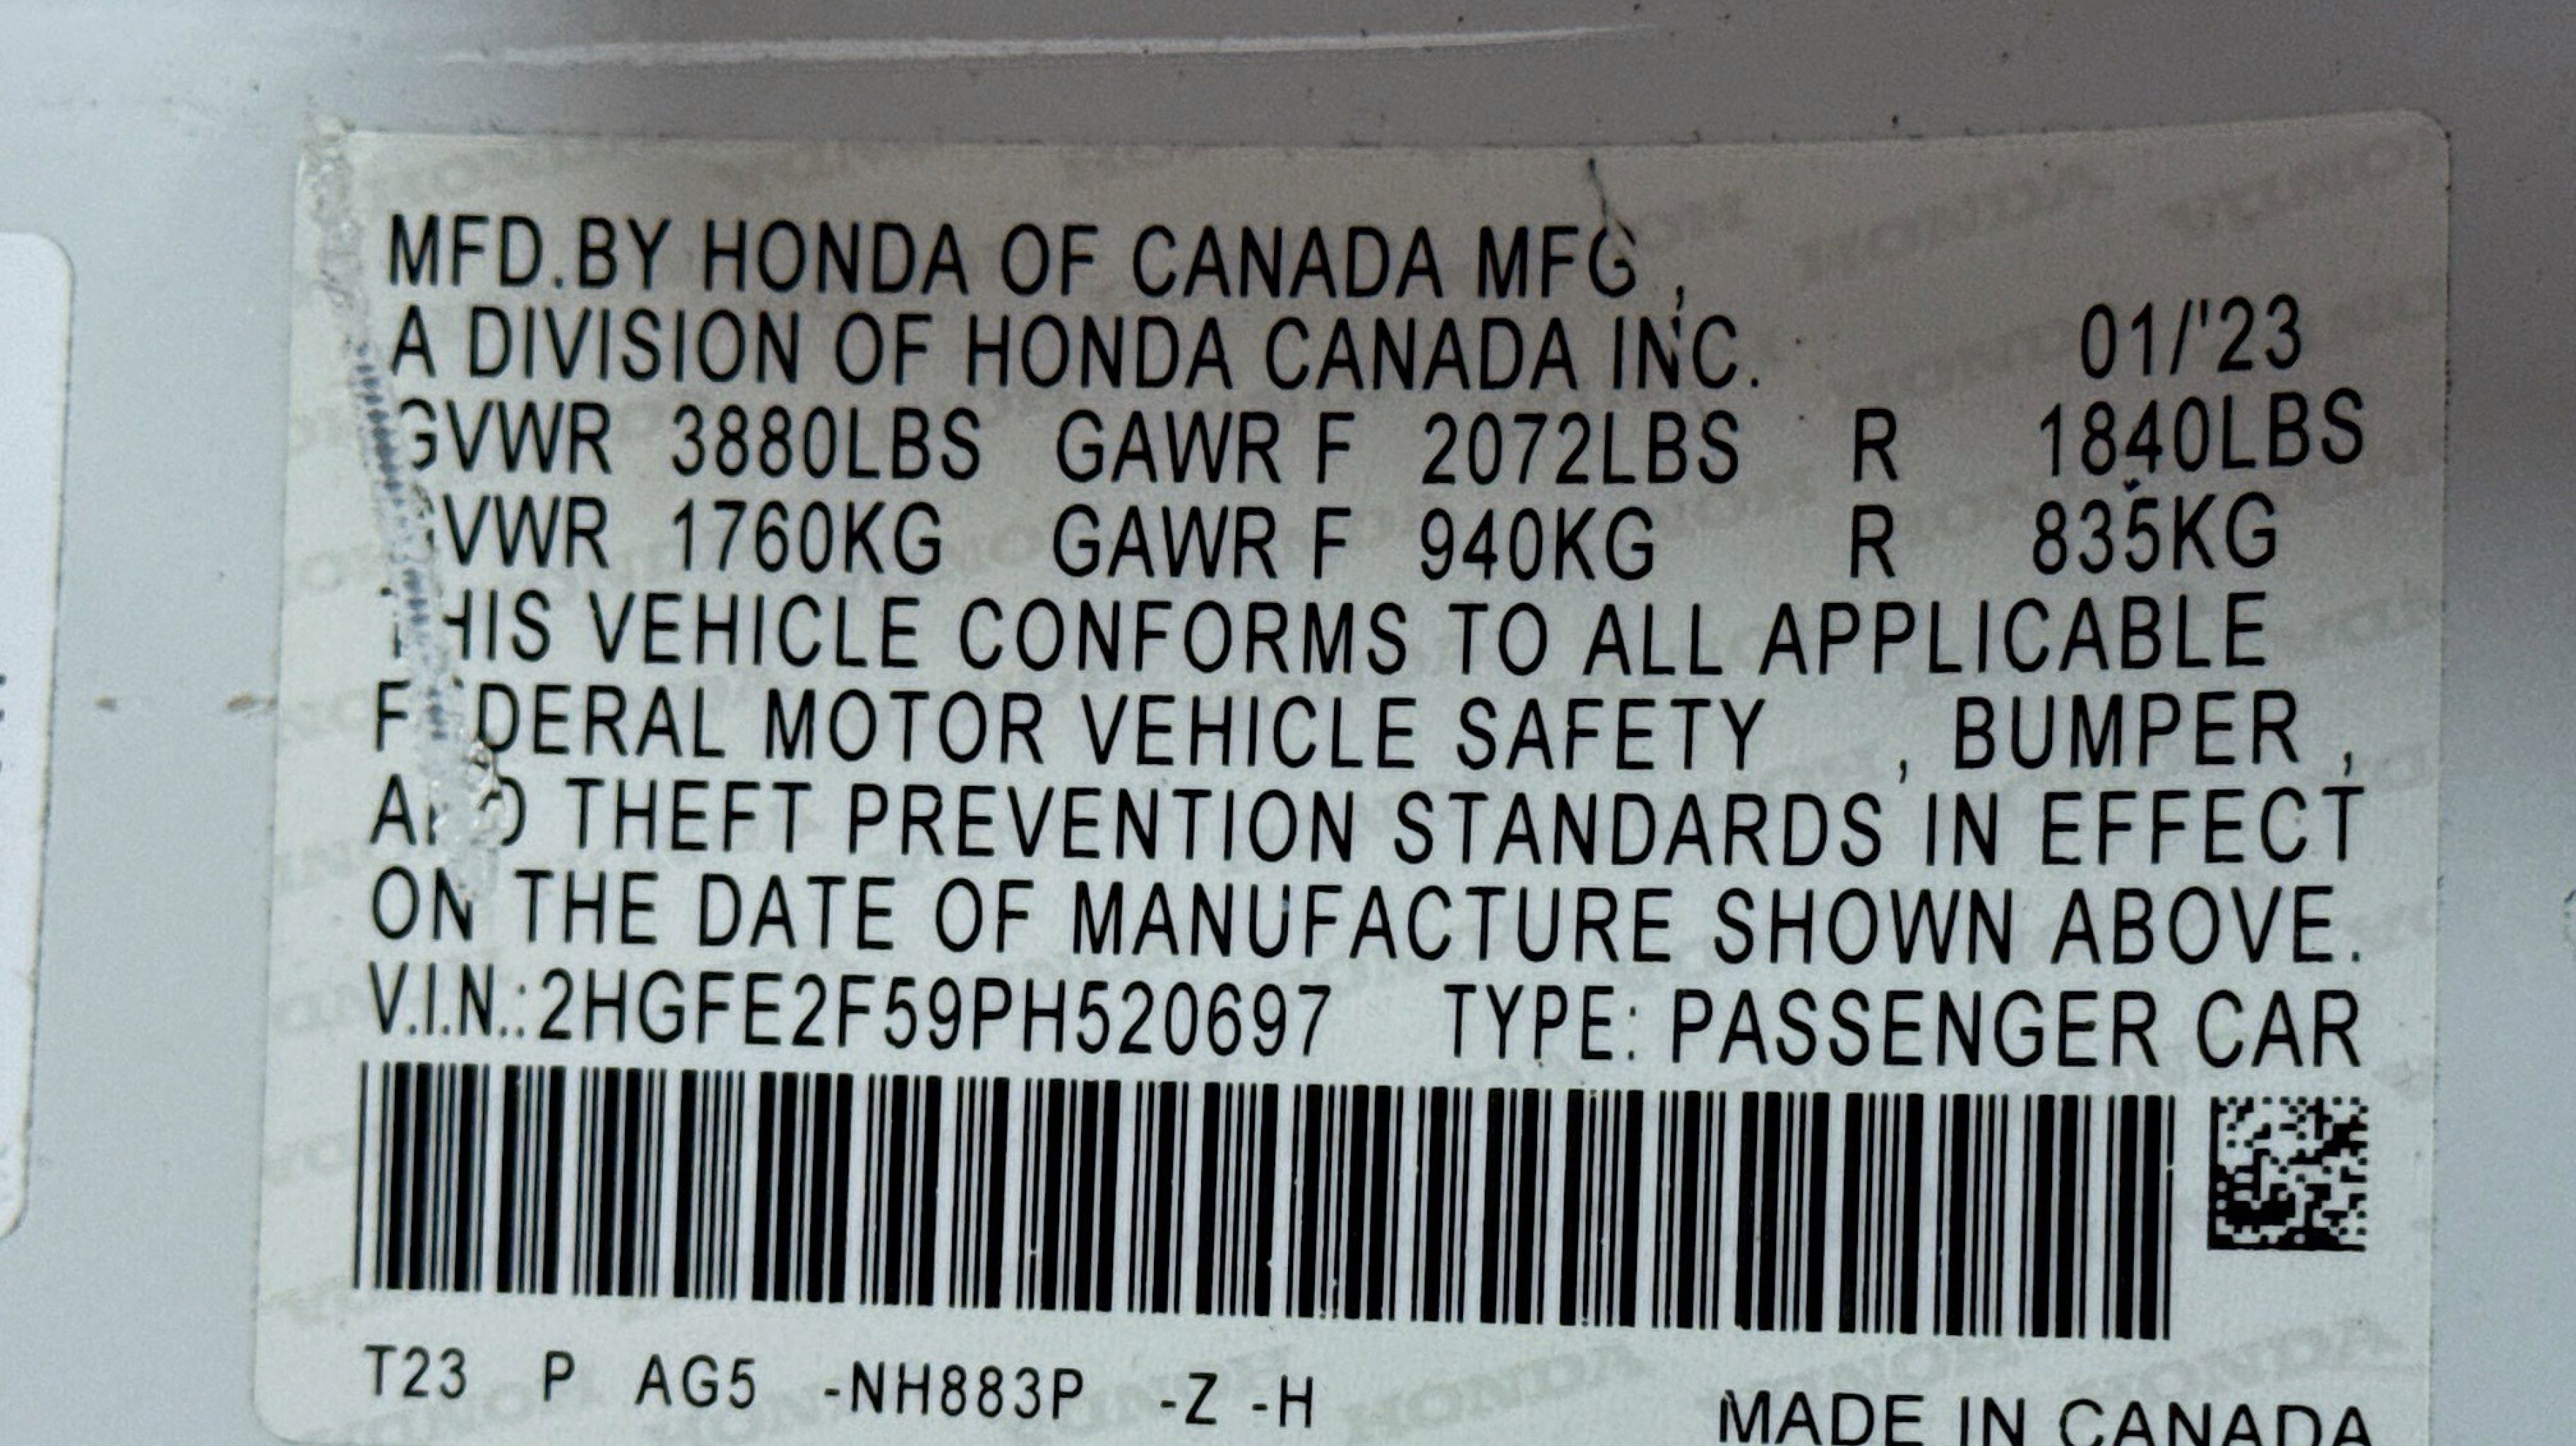 MFD.BY HONDA OF CANADA MFG ,
A DIVISION OF HONDA CANADA INC. 01/'23
GVWR 3880LBS GAWR F 2072LBS R 1840LBS
GVWR 1760KG GAWR F 940KG R 835KG
THIS VEHICLE CONFORMS TO ALL APPLICABLE
FEDERAL MOTOR VEHICLE SAFETY , BUMPER ,
AND THEFT PREVENTION STANDARDS IN EFFECT
ON THE DATE OF MANUFACTURE SHOWN ABOVE.
V.I.N.:2HGFE2F59PH520697 TYPE: PASSENGER CAR
T23 P AG5 -NH883P -Z -H
MADE IN CANADA